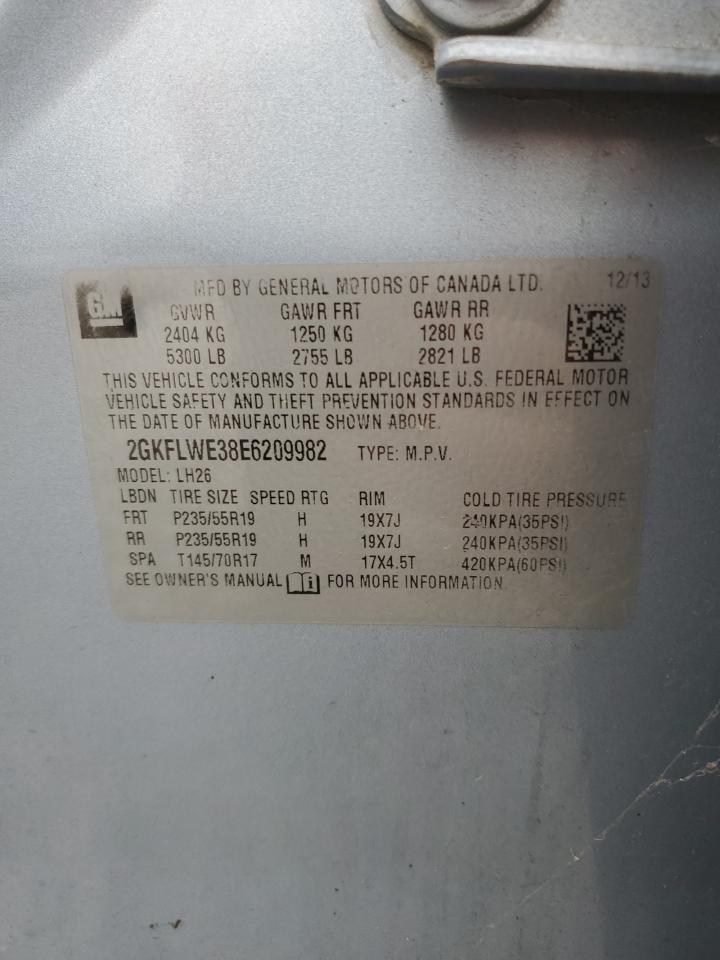 GM
MFD BY GENERAL MOTORS OF CANADA LTD. 12/13
GVWR GAWR FRT GAWR RR
2404 KG 1250 KG 1280 KG
5300 LB 2755 LB 2821 LB
THIS VEHICLE CONFORMS TO ALL APPLICABLE U.S. FEDERAL MOTOR
VEHICLE SAFETY AND THEFT PREVENTION STANDARDS IN EFFECT ON
THE DATE OF MANUFACTURE SHOWN ABOVE.
2GKFLWE38E6209982 TYPE: M.P.V.
MODEL: LH26
LBDN TIRE SIZE SPEED RTG RIM COLD TIRE PRESSURE
FRT P235/55R19 H 19X7J 240KPA(35PSI)
RR P235/55R19 H 19X7J 240KPA(35PSI)
SPA T145/70R17 M 17X4.5T 420KPA(60PSI)
SEE OWNER'S MANUAL i FOR MORE INFORMATION